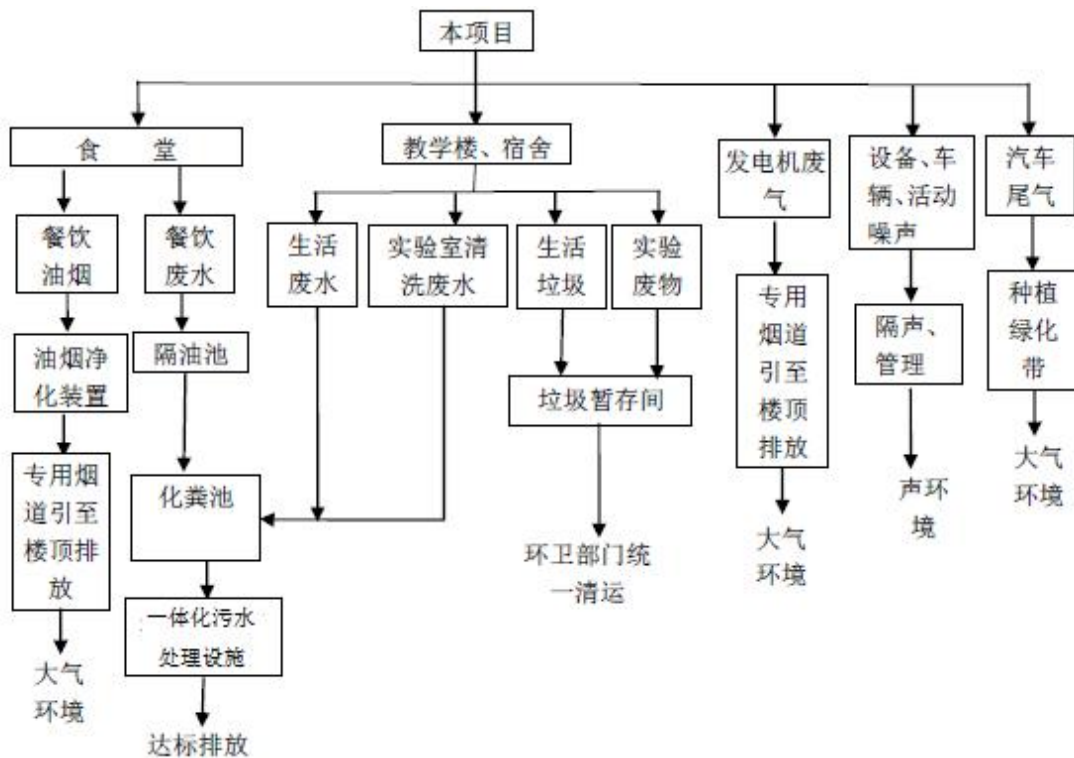 本项目
食 堂
教学楼、宿舍
发电机废
气
设备、车
辆、活动
噪声
汽车
尾气
餐饮
油烟
餐饮
废水
生活
废水
实验室清
洗废水
生活
垃圾
实验
废物
专用
烟道
引至
楼顶
排放
隔声、
管理
种植
绿化
带
油烟净
化装置
隔油池
垃圾暂存间
专用烟
道引至
楼顶排
放
化粪池
大气
环境
声环
境
大气
环境
环卫部门统
一清运
一体化污水
处理设施
大气
环境
达标排放